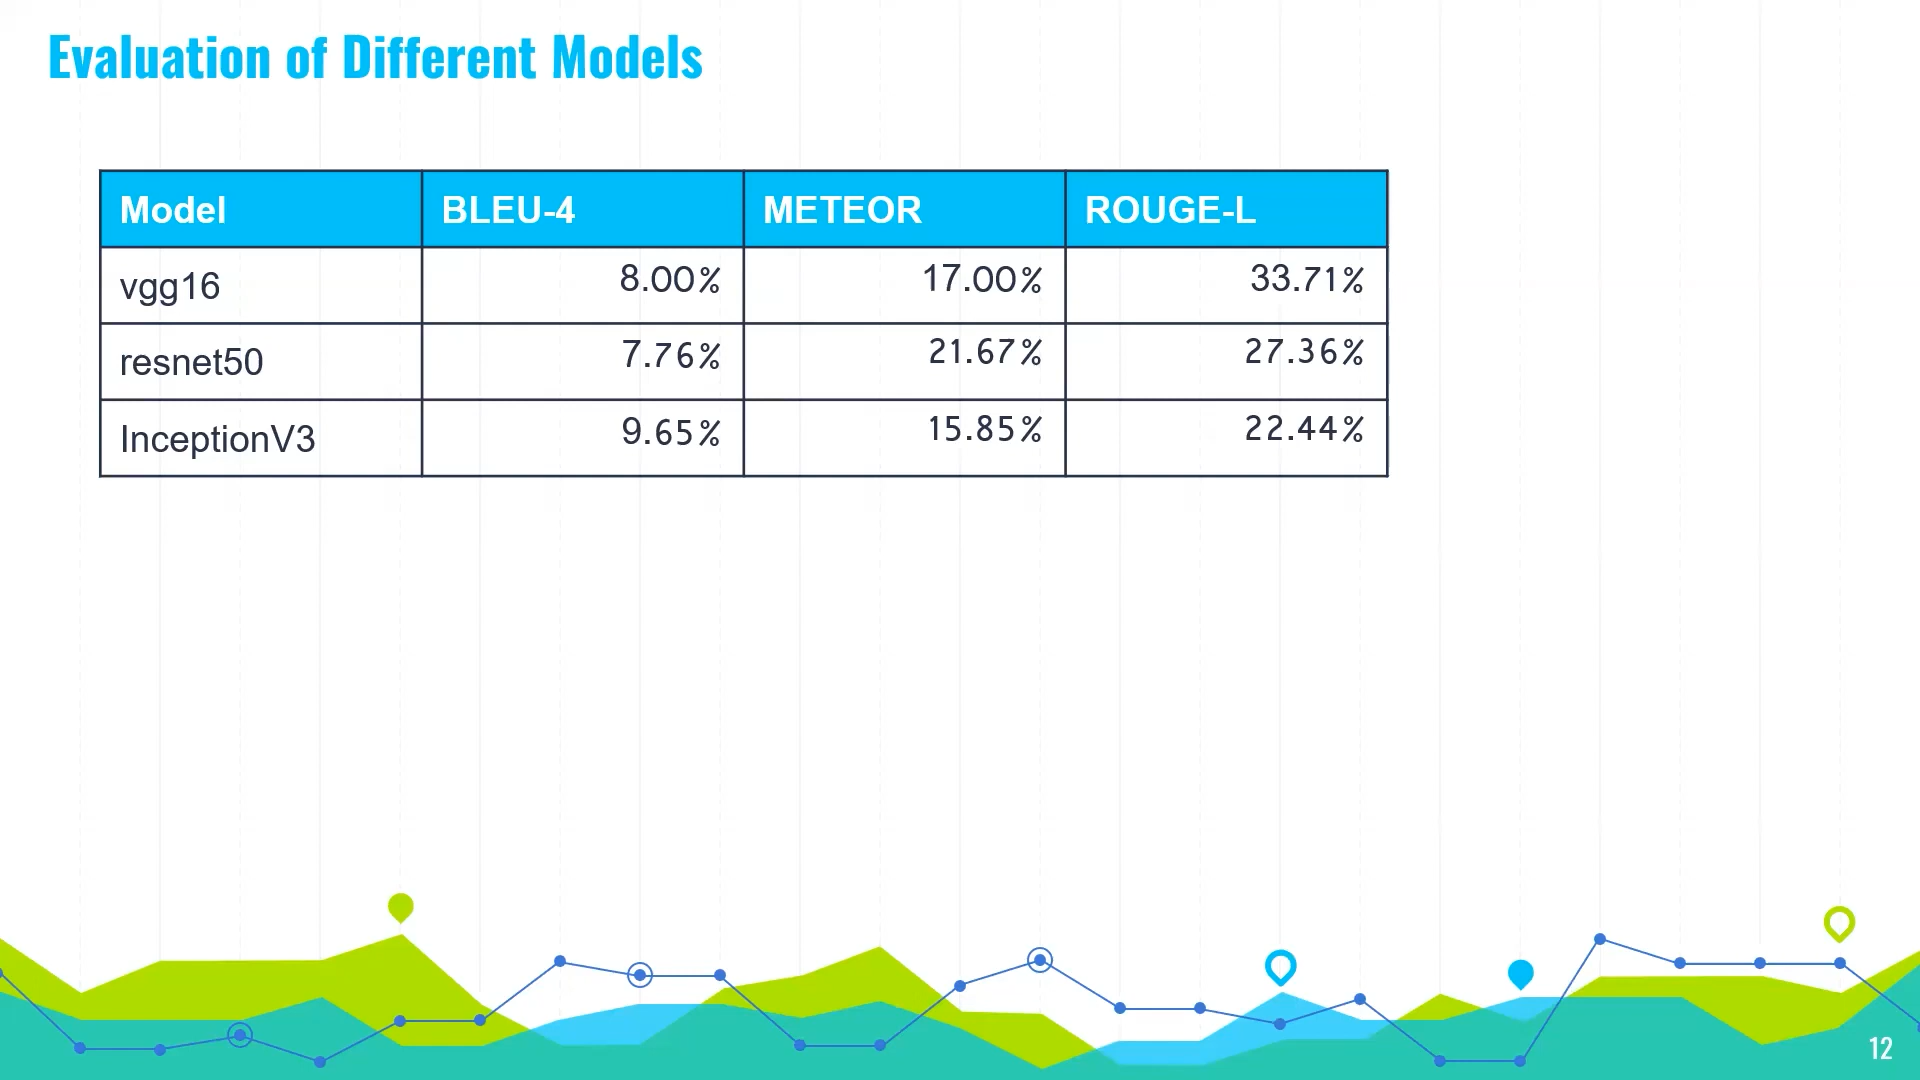 Evaluation of Different Models
Model BLEU-4 METEOR ROUGE-L
vgg16 8.00% 17.00% 33.71%
resnet50 7.76% 21.67% 27.36%
InceptionV3 9.65% 15.85% 22.44%
12